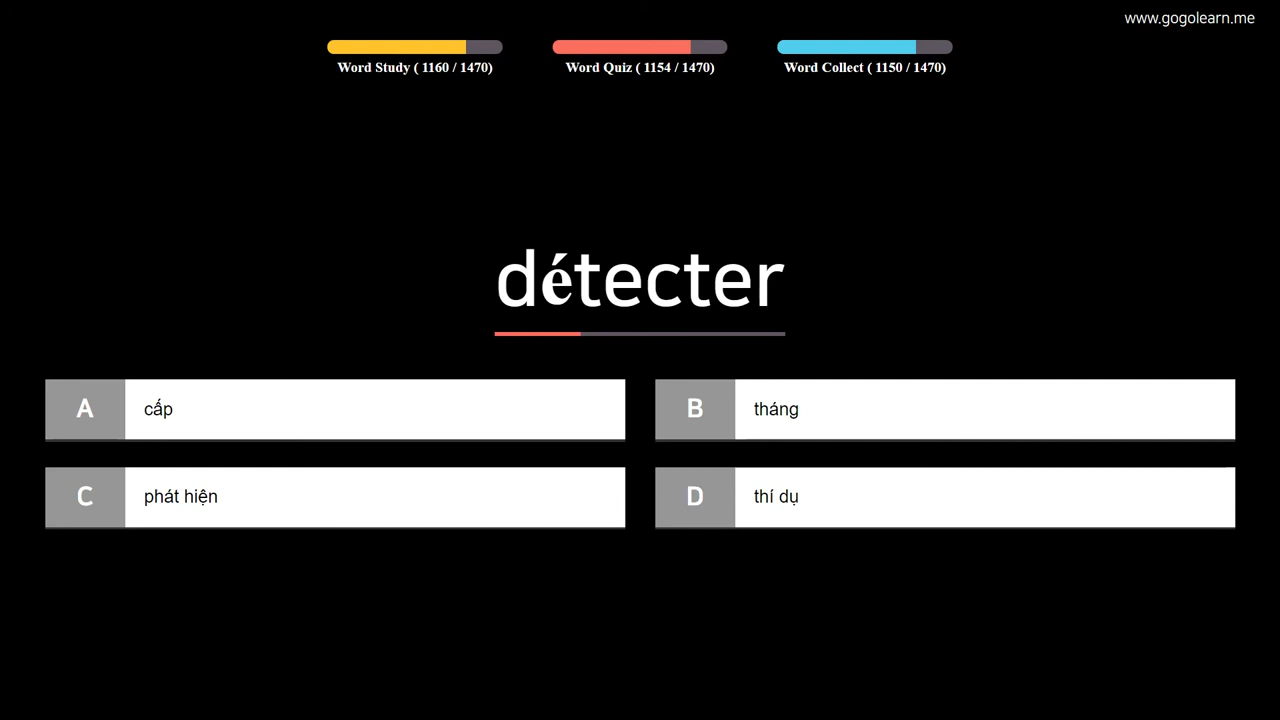 www.gogolearn.me
Word Study ( 1160 / 1470)
Word Quiz ( 1154 / 1470)
Word Collect ( 1150 / 1470)
détecter
A cấp
B tháng
C phát hiện
D thí dụ